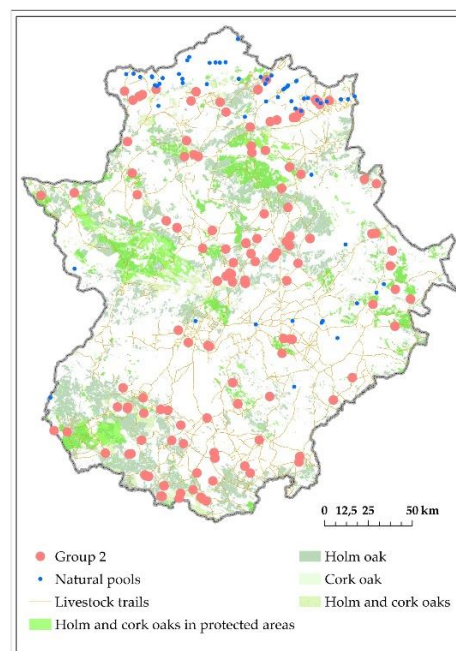 0 12,5 25 50 km
Group 2
Holm oak
Natural pools
Cork oak
Livestock trails
Holm and cork oaks
Holm and cork oaks in protected areas